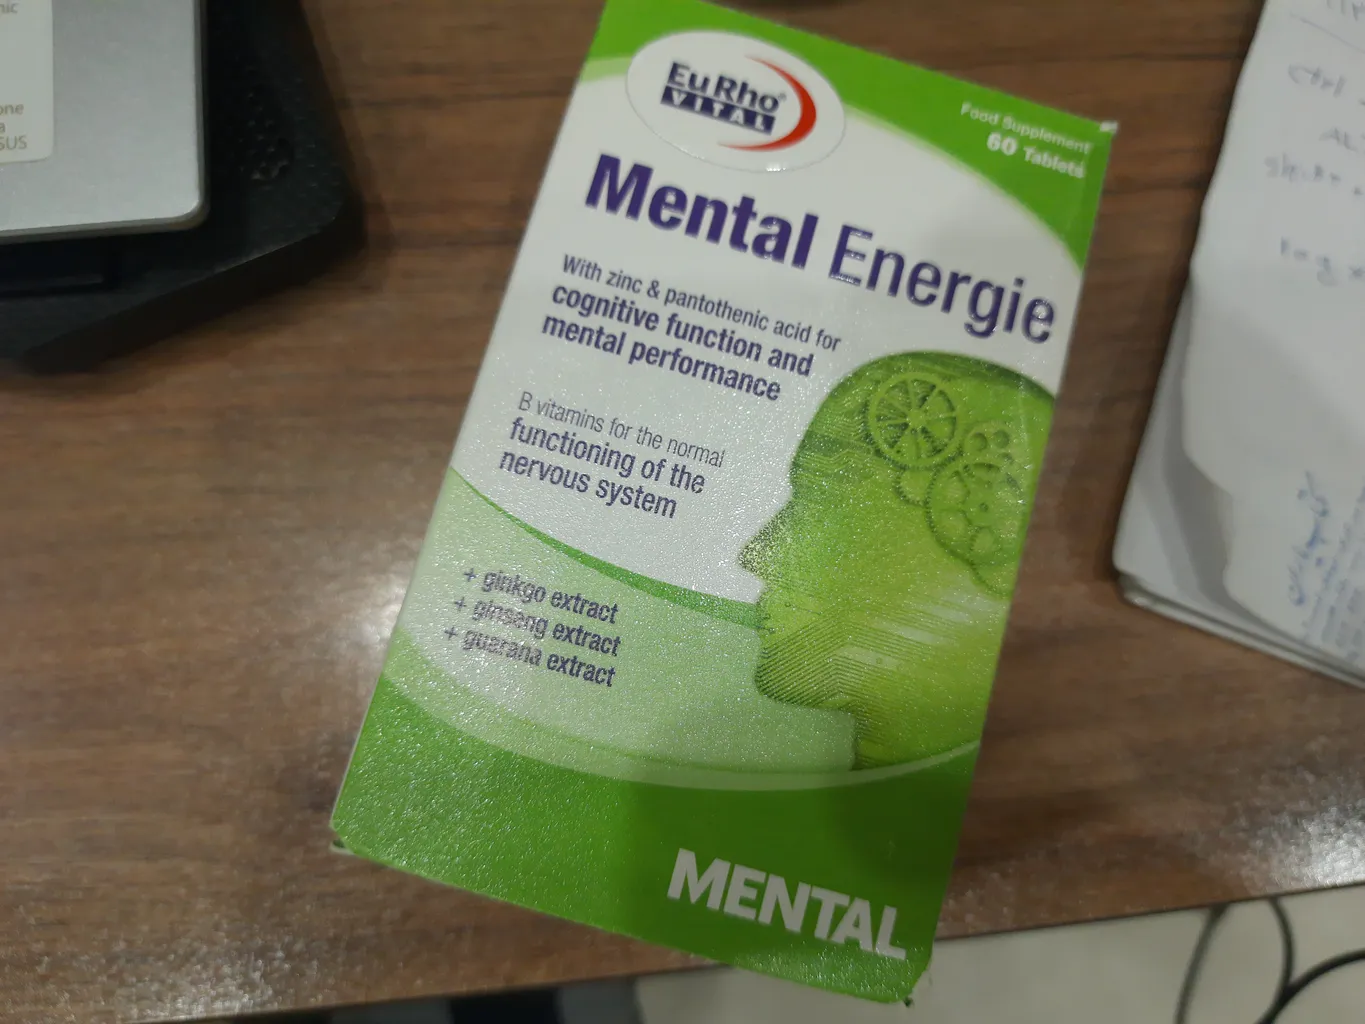 EuRho®
VITAL
Food Supplement
60 Tablets
Mental Energie
With zinc & pantothenic acid for
cognitive function and
mental performance
B vitamins for the normal
functioning of the
nervous system
+ ginkgo extract
+ ginseng extract
+ guarana extract
MENTAL